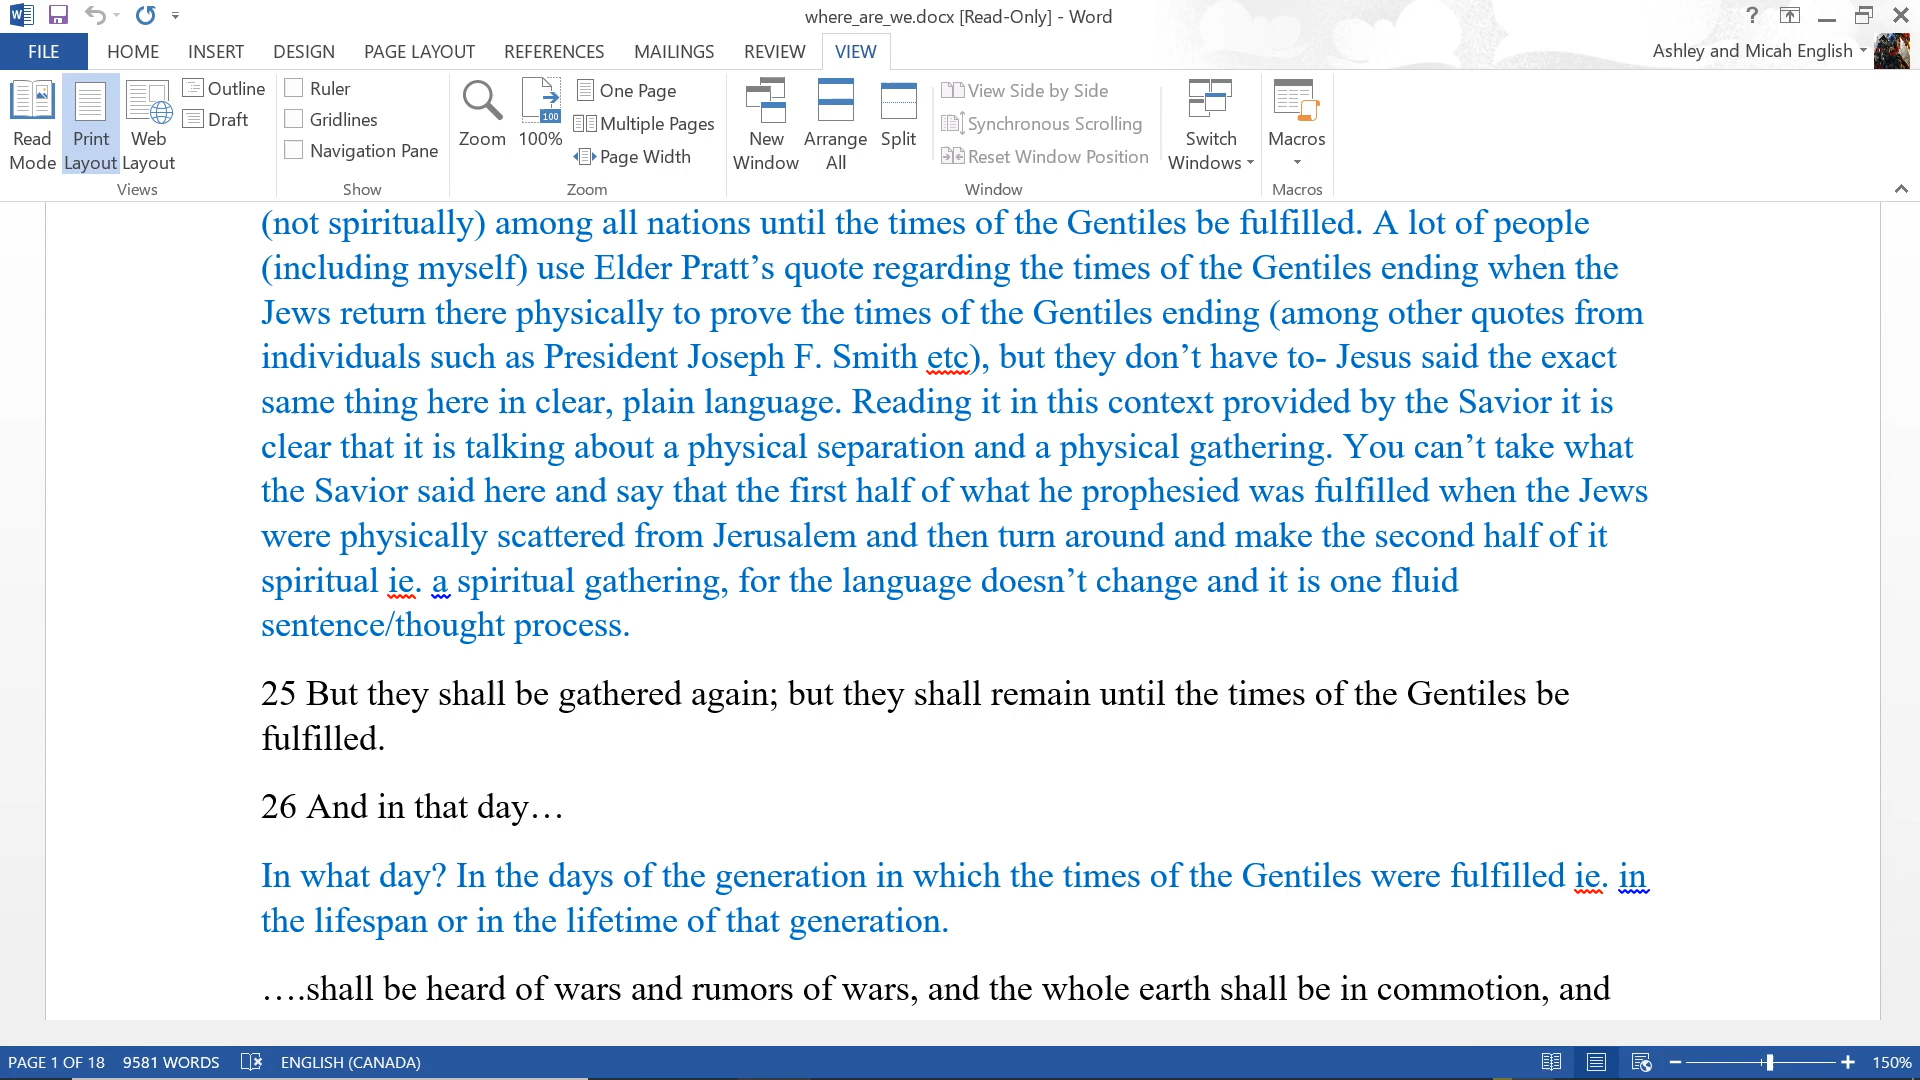 where_are_we.docx [Read-Only] - Word
?
FILE HOME INSERT DESIGN PAGE LAYOUT REFERENCES MAILINGS REVIEW VIEW Ashley and Micah English
Read Mode
Print Layout
Web Layout
Outline
Draft
Views
Ruler
Gridlines
Navigation Pane
Show
Zoom
100
100%
One Page
Multiple Pages
Page Width
Zoom
New Window
Arrange All
Split
View Side by Side
Synchronous Scrolling
Reset Window Position
Window
Switch Windows
Macros
Macros
(not spiritually) among all nations until the times of the Gentiles be fulfilled. A lot of people
(including myself) use Elder Pratt’s quote regarding the times of the Gentiles ending when the
Jews return there physically to prove the times of the Gentiles ending (among other quotes from
individuals such as President Joseph F. Smith etc), but they don’t have to- Jesus said the exact
same thing here in clear, plain language. Reading it in this context provided by the Savior it is
clear that it is talking about a physical separation and a physical gathering. You can’t take what
the Savior said here and say that the first half of what he prophesied was fulfilled when the Jews
were physically scattered from Jerusalem and then turn around and make the second half of it
spiritual ie. a spiritual gathering, for the language doesn’t change and it is one fluid
sentence/thought process.
25 But they shall be gathered again; but they shall remain until the times of the Gentiles be
fulfilled.
26 And in that day…
In what day? In the days of the generation in which the times of the Gentiles were fulfilled ie. in
the lifespan or in the lifetime of that generation.
….shall be heard of wars and rumors of wars, and the whole earth shall be in commotion, and
PAGE 1 OF 18 9581 WORDS ENGLISH (CANADA) 150%